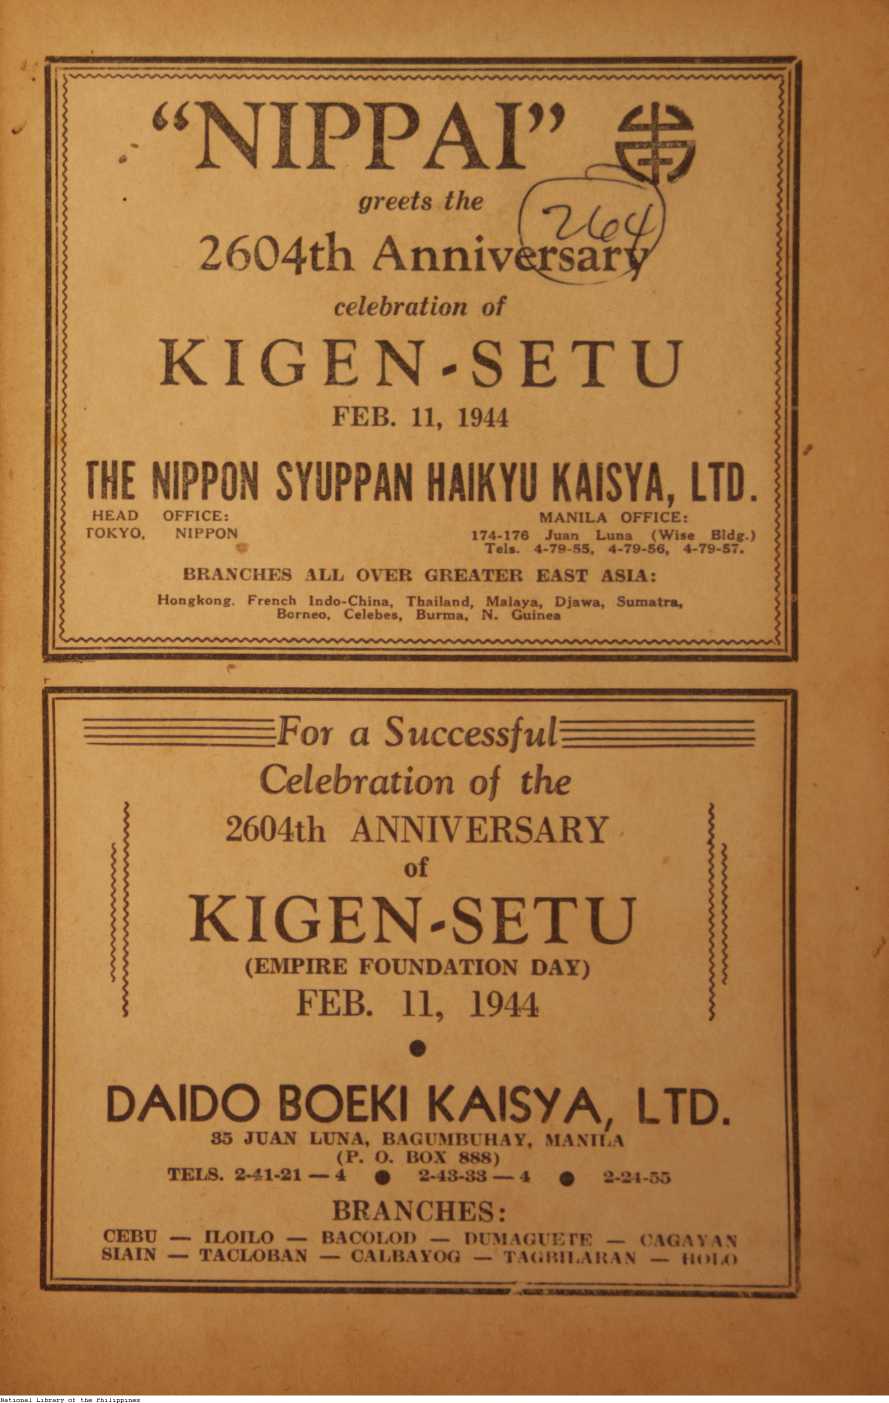 "NIPPAI"
greets the
264
2604th Anniversary
celebration of
KIGEN-SETU
FEB. 11, 1944
THE NIPPON SYUPPAN HAIKYU KAISYA, LTD.
HEAD OFFICE:
TOKYO, NIPPON
MANILA OFFICE:
174-176 Juan Luna (Wise Bldg.)
Tels. 4-79-55, 4-79-56, 4-79-57.
BRANCHES ALL OVER GREATER EAST ASIA:
Hongkong. French Indo-China, Thailand, Malaya, Djawa, Sumatra,
Borneo, Celebes, Burma, N. Guinea
For a Successful
Celebration of the
2604th ANNIVERSARY
of
KIGEN-SETU
(EMPIRE FOUNDATION DAY)
FEB. 11, 1944
DAIDO BOEKI KAISYA, LTD.
35 JUAN LUNA, BAGUMBUHAY, MANILA
(P. O. BOX 888)
TELS. 2-41-21 — 4 ● 2-43-33 — 4 ● 2-24-55
BRANCHES:
CEBU — ILOILO — BACOLOD — DUMAGUETE — CAGAYAN
SIAIN — TACLOBAN — CALBAYOG — TAGBILARAN — HOLO
National Library of the Philippines